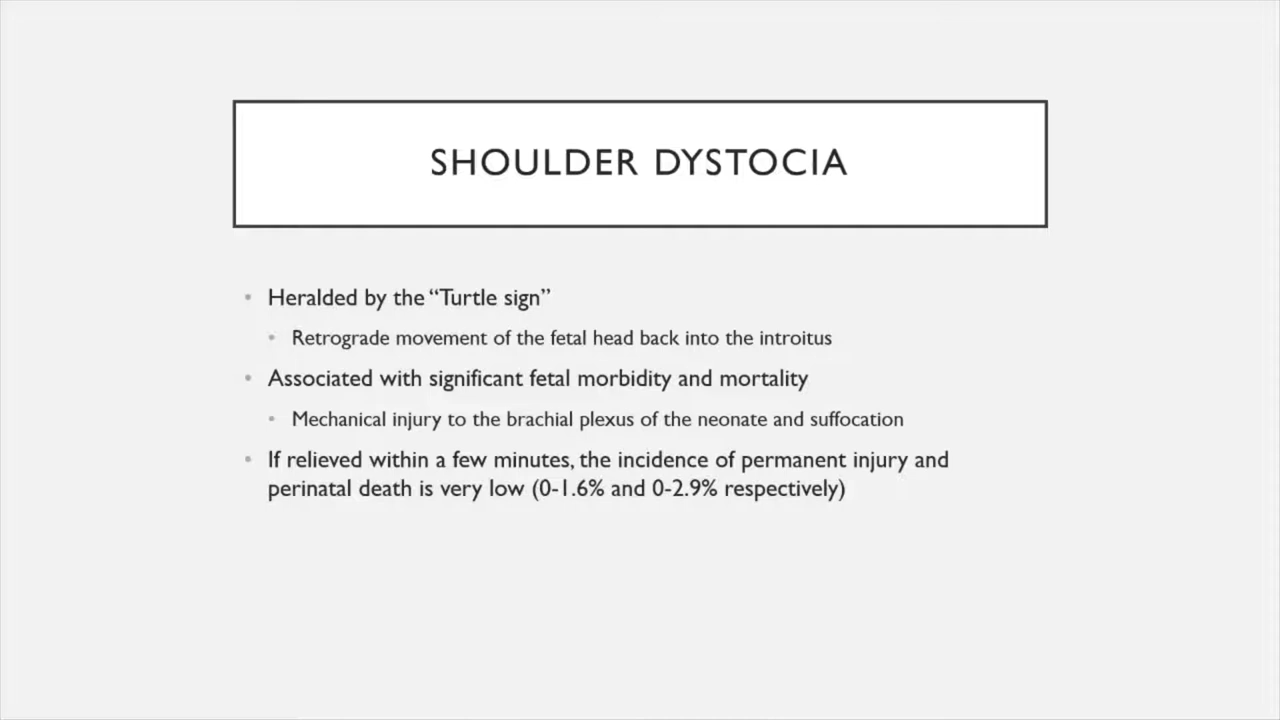 SHOULDER DYSTOCIA
• Heralded by the “Turtle sign”
• Retrograde movement of the fetal head back into the introitus
• Associated with significant fetal morbidity and mortality
• Mechanical injury to the brachial plexus of the neonate and suffocation
• If relieved within a few minutes, the incidence of permanent injury and
perinatal death is very low (0-1.6% and 0-2.9% respectively)